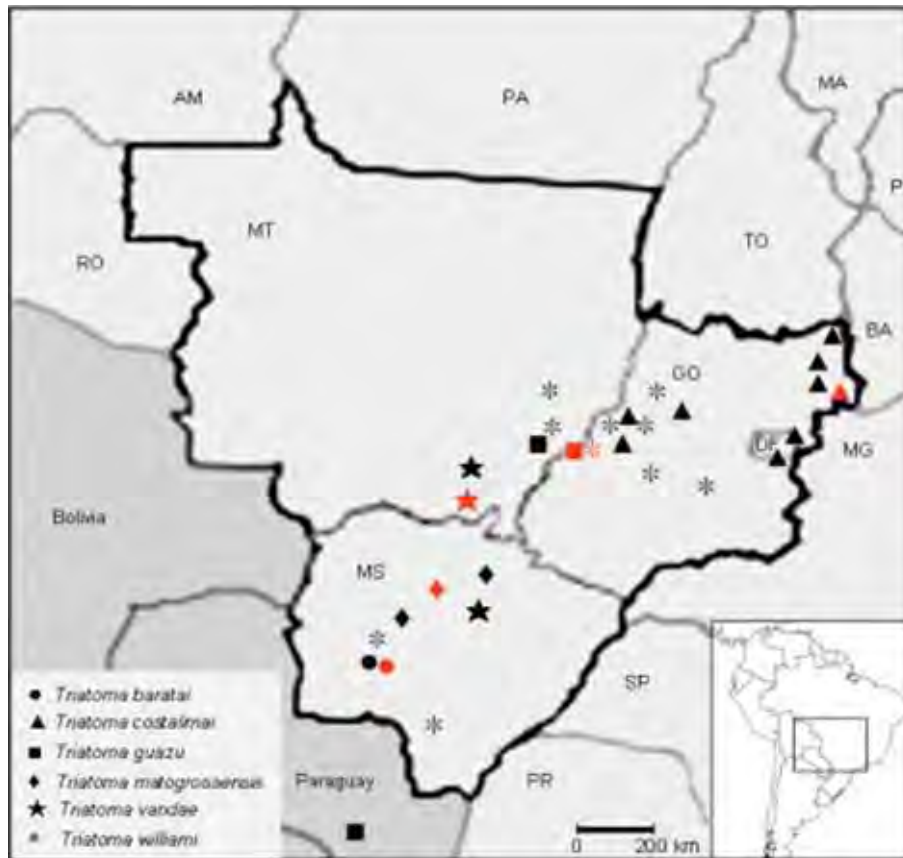 AM
PA
MA
P
MT
TO
RO
BA
GO
DF
MG
Bolivia
MS
SP
Paraguay
PR
Triatoma baratai
Triatoma costalimai
Triatoma guazu
Triatoma matogrossensis
Triatoma vandae
Triatoma williami
0 200 km